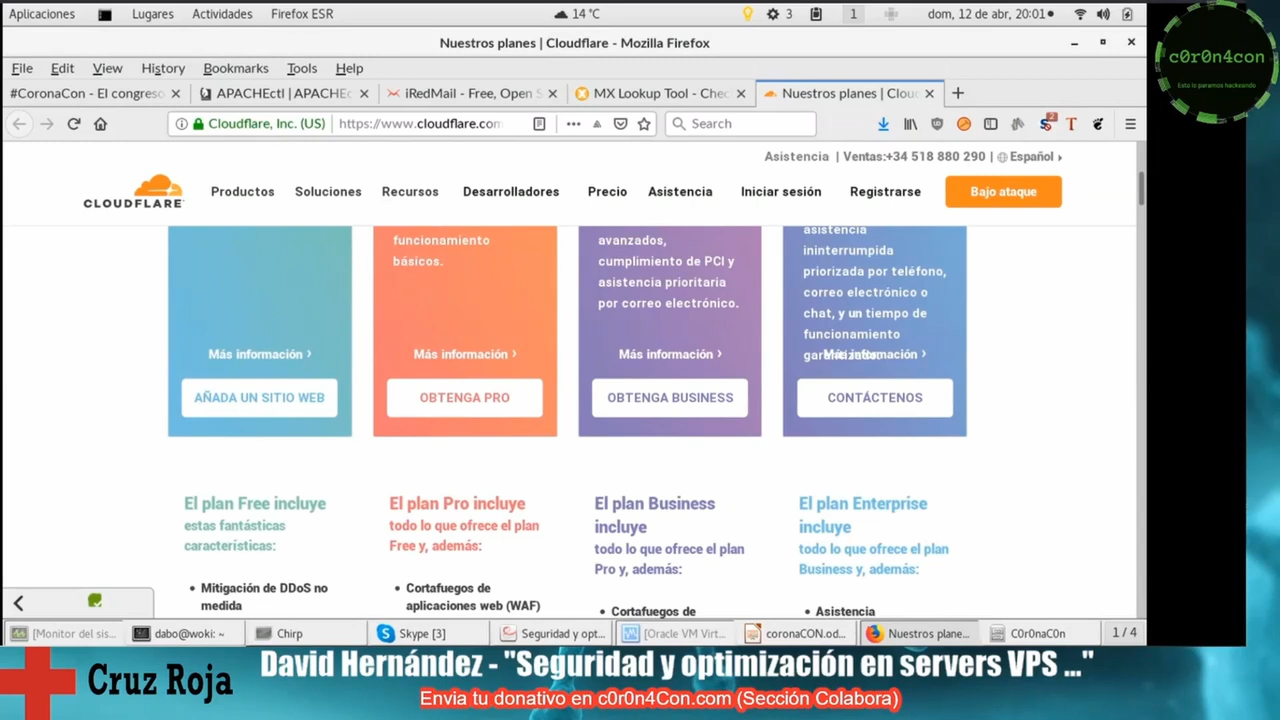 Aplicaciones Lugares Actividades Firefox ESR 14 °C 3 1 dom, 12 de abr, 20:01
Nuestros planes | Cloudflare - Mozilla Firefox
File Edit View History Bookmarks Tools Help
#CoronaCon - El congreso APACHEctl | APACHEc iRedMail - Free, Open S MX Lookup Tool - Che Nuestros planes | Clou
Cloudflare, Inc. (US) https://www.cloudflare.com Search
c0r0n4con
Esto lo paramos hackeando
Asistencia | Ventas:+34 518 880 290 | Español
CLOUDFLARE Productos Soluciones Recursos Desarrolladores Precio Asistencia Iniciar sesión Registrarse Bajo ataque
funcionamiento
básicos.
avanzados,
cumplimiento de PCI y
asistencia prioritaria
por correo electrónico.
asistencia
ininterrumpida
priorizada por teléfono,
correo electrónico o
chat, y un tiempo de
funcionamiento
garantizado.
Más información › Más información › Más información › Más información ›
AÑADA UN SITIO WEB OBTENGA PRO OBTENGA BUSINESS CONTÁCTENOS
El plan Free incluye
estas fantásticas
características:
• Mitigación de DDoS no
medida
El plan Pro incluye
todo lo que ofrece el plan
Free y, además:
• Cortafuegos de
aplicaciones web (WAF)
El plan Business
incluye
todo lo que ofrece el plan
Pro y, además:
• Cortafuegos de
El plan Enterprise
incluye
todo lo que ofrece el plan
Business y, además:
• Asistencia
[Monitor del sis... dabo@woki: ~ Chirp Skype [3] Seguridad y opt... [Oracle VM Virt... coronaCON.od... Nuestros plane... C0r0naC0n 1 / 4
Cruz Roja
David Hernández - "Seguridad y optimización en servers VPS ..."
Envia tu donativo en c0r0n4Con.com (Sección Colabora)